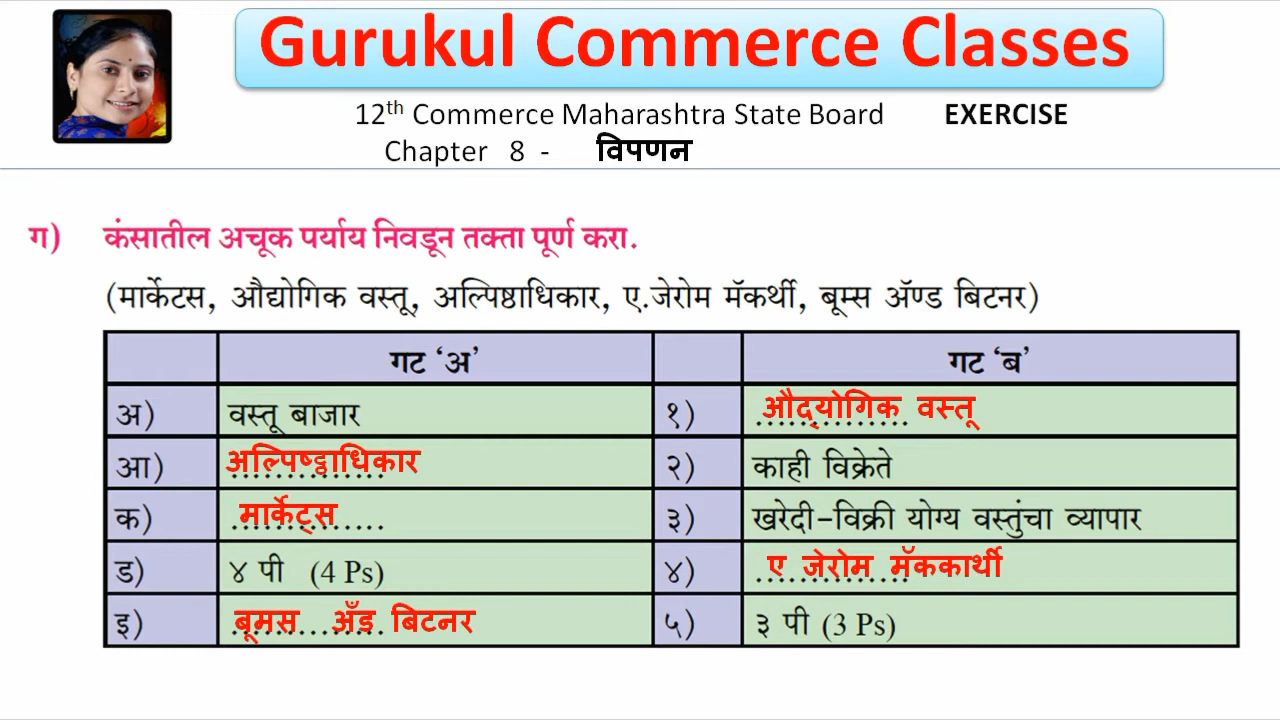 Gurukul Commerce Classes
12th Commerce Maharashtra State Board EXERCISE
Chapter 8 - विपणन
ग) कंसातील अचूक पर्याय निवडून तक्ता पूर्ण करा.
(मार्केटस, औद्योगिक वस्तू, अल्पिष्ठाधिकार, ए.जेरोम मॅकर्थी, बूम्स ॲण्ड बिटनर)
गट ‘अ’ गट ‘ब’
अ) वस्तू बाजार १) औद्योगिक वस्तू
आ) अल्पिष्ट्ठाधिकार २) काही विक्रेते
क) मार्केट्स ३) खरेदी-विक्री योग्य वस्तुंचा व्यापार
ड) ४ पी (4 Ps) ४) ए जेरोम मॅककार्थी
इ) बूमस अँड बिटनर ५) ३ पी (3 Ps)